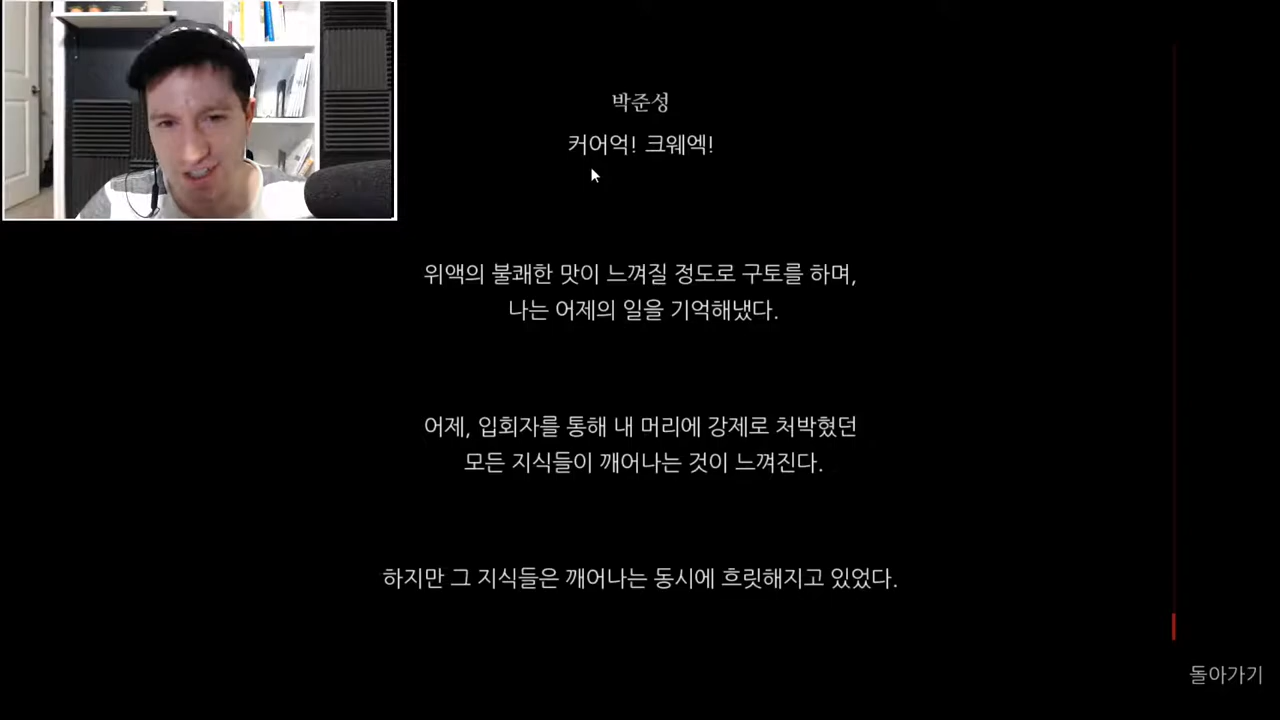 박준성
커어억! 크웨엑!
위액의 불쾌한 맛이 느껴질 정도로 구토를 하며,
나는 어제의 일을 기억해냈다.
어제, 입회자를 통해 내 머리에 강제로 처박혔던
모든 지식들이 깨어나는 것이 느껴진다.
하지만 그 지식들은 깨어나는 동시에 흐릿해지고 있었다.
돌아가기